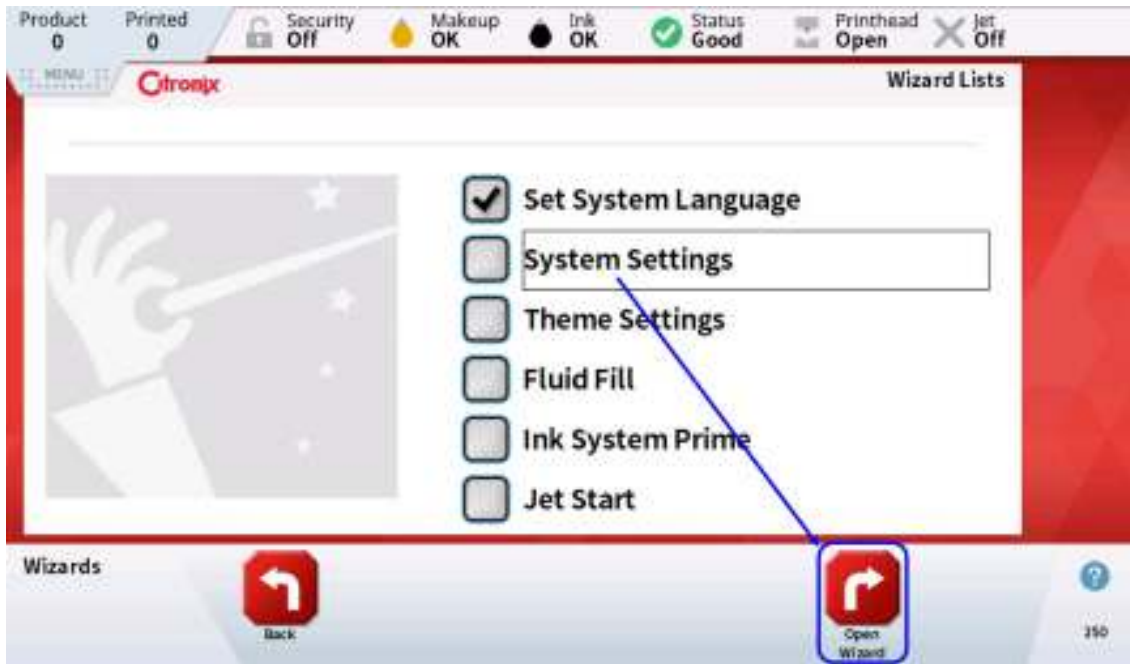 Product
0
Printed
0
Security
Off
Makeup
OK
Ink
OK
Status
Good
Printhead
Open
Jet
Off
MENU
Citronix
Wizard Lists
Set System Language
System Settings
Theme Settings
Fluid Fill
Ink System Prime
Jet Start
Wizards
Back
Open
Wizard
?
350